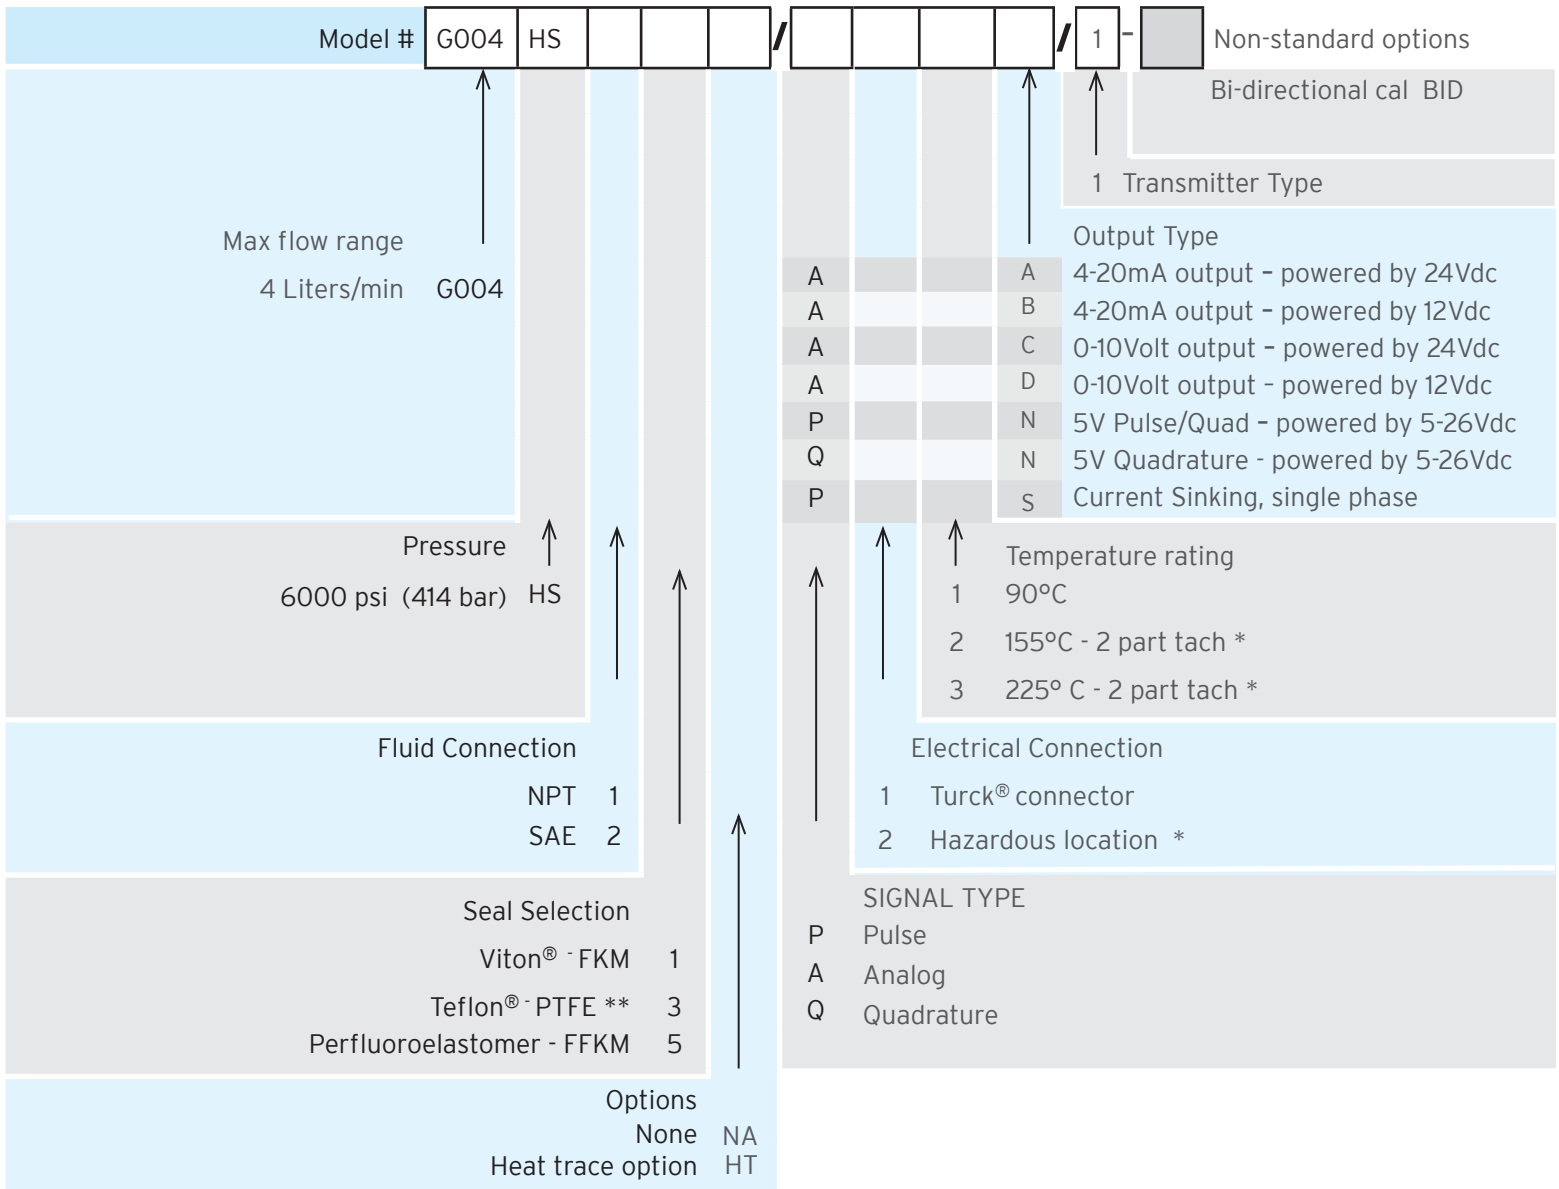 Model # G004 HS / / 1 - Non-standard options
Bi-directional cal BID
1 Transmitter Type
Max flow range
4 Liters/min G004
Output Type
A A 4-20mA output – powered by 24Vdc
A B 4-20mA output – powered by 12Vdc
A C 0-10Volt output – powered by 24Vdc
A D 0-10Volt output – powered by 12Vdc
P N 5V Pulse/Quad – powered by 5-26Vdc
Q N 5V Quadrature - powered by 5-26Vdc
P S Current Sinking, single phase
Pressure
6000 psi (414 bar) HS
Temperature rating
1 90°C
2 155°C - 2 part tach *
3 225° C - 2 part tach *
Fluid Connection
NPT 1
SAE 2
Electrical Connection
1 Turck® connector
2 Hazardous location *
Seal Selection
Viton® - FKM 1
Teflon® - PTFE ** 3
Perfluoroelastomer - FFKM 5
SIGNAL TYPE
P Pulse
A Analog
Q Quadrature
Options
None NA
Heat trace option HT